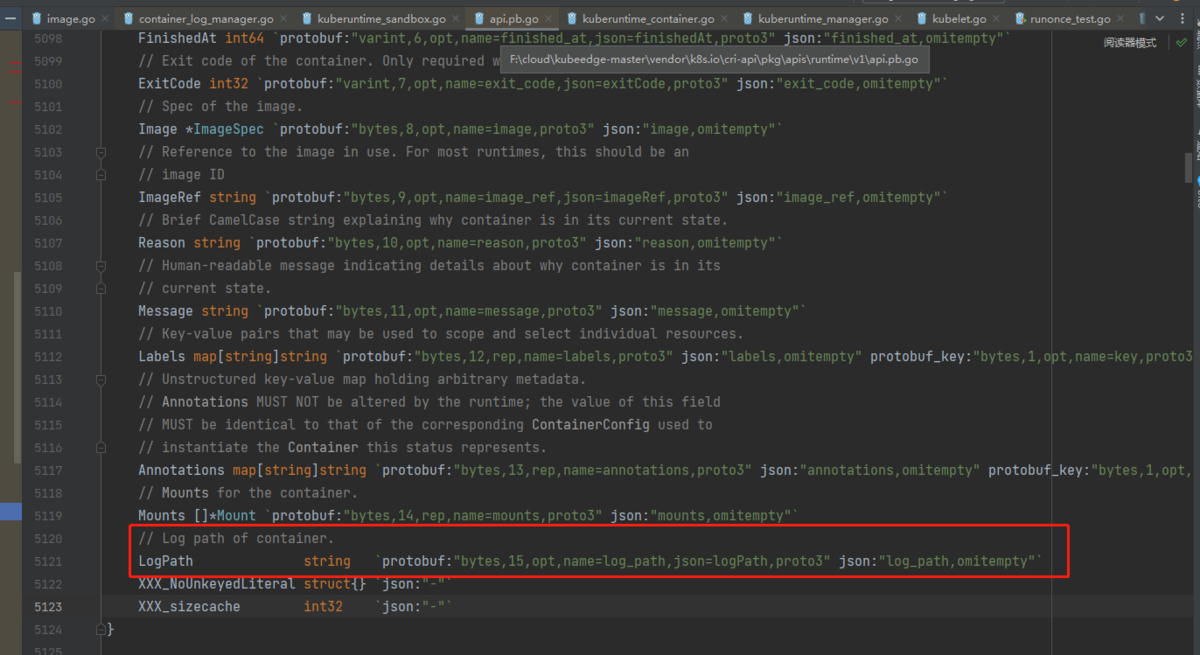 image.go container_log_manager.go kuberuntime_sandbox.go api.pb.go kuberuntime_container.go kuberuntime_manager.go kubelet.go runonce_test.go
5098 FinishedAt int64 `protobuf:"varint,6,opt,name=finished_at,json=finishedAt,proto3" json:"finished_at,omitempty"`
阅读器模式
5099 // Exit code of the container. Only required w
F:\cloud\kubeedge-master\vendor\k8s.io\cri-api\pkg\apis\runtime\v1\api.pb.go
5100 ExitCode int32 `protobuf:"varint,7,opt,name=exit_code,json=exitCode,proto3" json:"exit_code,omitempty"`
5101 // Spec of the image.
5102 Image *ImageSpec `protobuf:"bytes,8,opt,name=image,proto3" json:"image,omitempty"`
5103 // Reference to the image in use. For most runtimes, this should be an
5104 // image ID
5105 ImageRef string `protobuf:"bytes,9,opt,name=image_ref,json=imageRef,proto3" json:"image_ref,omitempty"`
5106 // Brief CamelCase string explaining why container is in its current state.
5107 Reason string `protobuf:"bytes,10,opt,name=reason,proto3" json:"reason,omitempty"`
5108 // Human-readable message indicating details about why container is in its
5109 // current state.
5110 Message string `protobuf:"bytes,11,opt,name=message,proto3" json:"message,omitempty"`
5111 // Key-value pairs that may be used to scope and select individual resources.
5112 Labels map[string]string `protobuf:"bytes,12,rep,name=labels,proto3" json:"labels,omitempty" protobuf_key:"bytes,1,opt,name=key,proto3
5113 // Unstructured key-value map holding arbitrary metadata.
5114 // Annotations MUST NOT be altered by the runtime; the value of this field
5115 // MUST be identical to that of the corresponding ContainerConfig used to
5116 // instantiate the Container this status represents.
5117 Annotations map[string]string `protobuf:"bytes,13,rep,name=annotations,proto3" json:"annotations,omitempty" protobuf_key:"bytes,1,opt,
5118 // Mounts for the container.
5119 Mounts []*Mount `protobuf:"bytes,14,rep,name=mounts,proto3" json:"mounts,omitempty"`
5120 // Log path of container.
5121 LogPath string `protobuf:"bytes,15,opt,name=log_path,json=logPath,proto3" json:"log_path,omitempty"`
5122 XXX_NoUnkeyedLiteral struct{} `json:"-"`
5123 XXX_sizecache int32 `json:"-"`
5124 }
5125